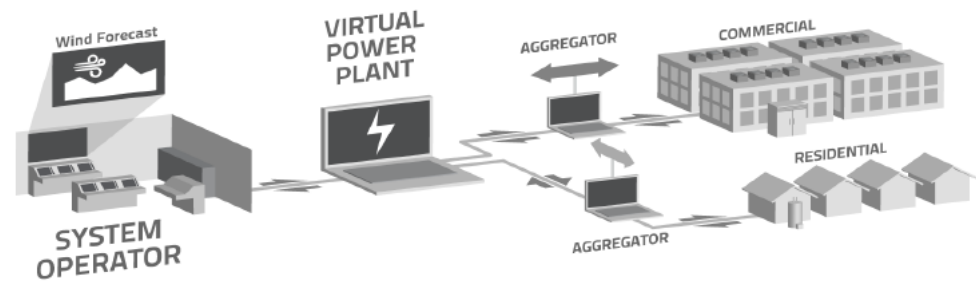 Wind Forecast
VIRTUAL
POWER
PLANT
AGGREGATOR
COMMERCIAL
RESIDENTIAL
SYSTEM
OPERATOR
AGGREGATOR